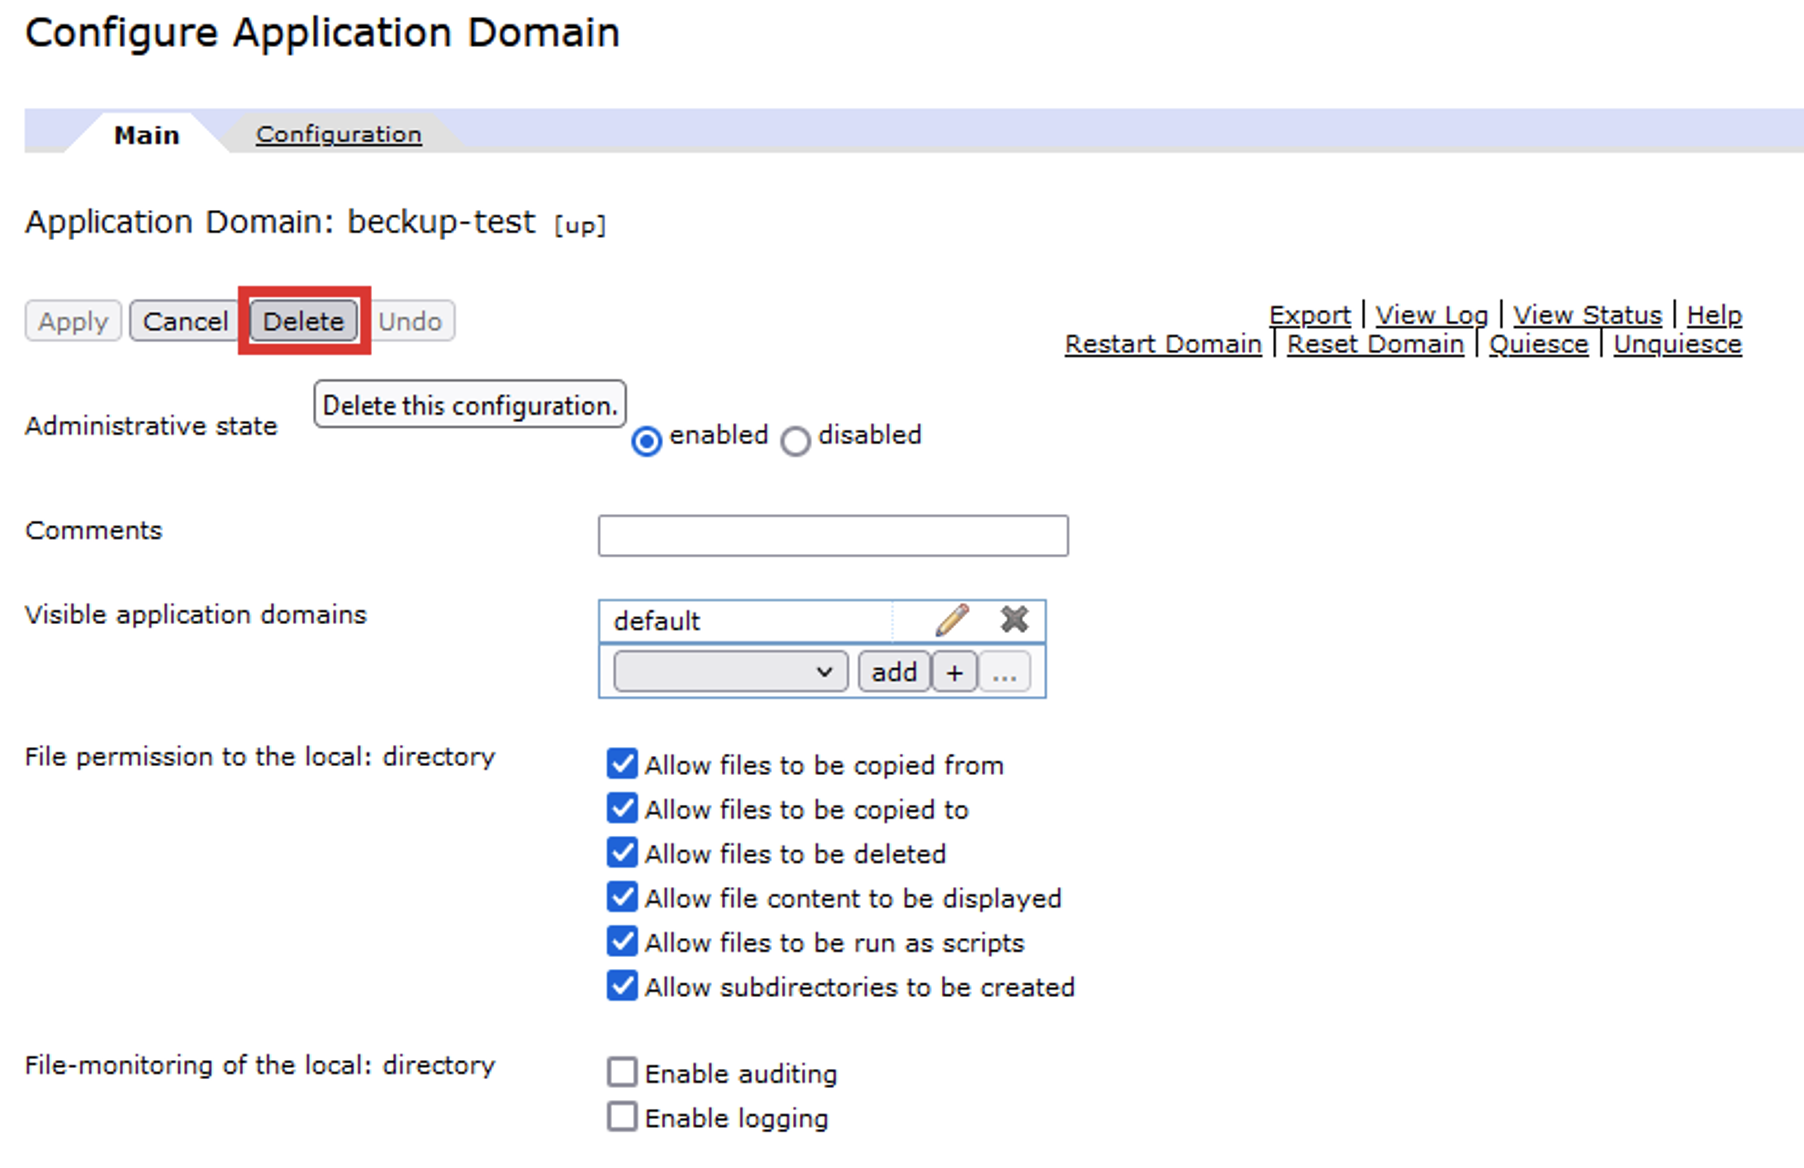 Configure Application Domain
Main Configuration
Application Domain: beckup-test [up]
Apply Cancel Delete Undo
Export | View Log | View Status | Help
Restart Domain | Reset Domain | Quiesce | Unquiesce
Delete this configuration.
Administrative state enabled disabled
Comments
Visible application domains default
add + ...
File permission to the local: directory Allow files to be copied from
Allow files to be copied to
Allow files to be deleted
Allow file content to be displayed
Allow files to be run as scripts
Allow subdirectories to be created
File-monitoring of the local: directory Enable auditing
Enable logging